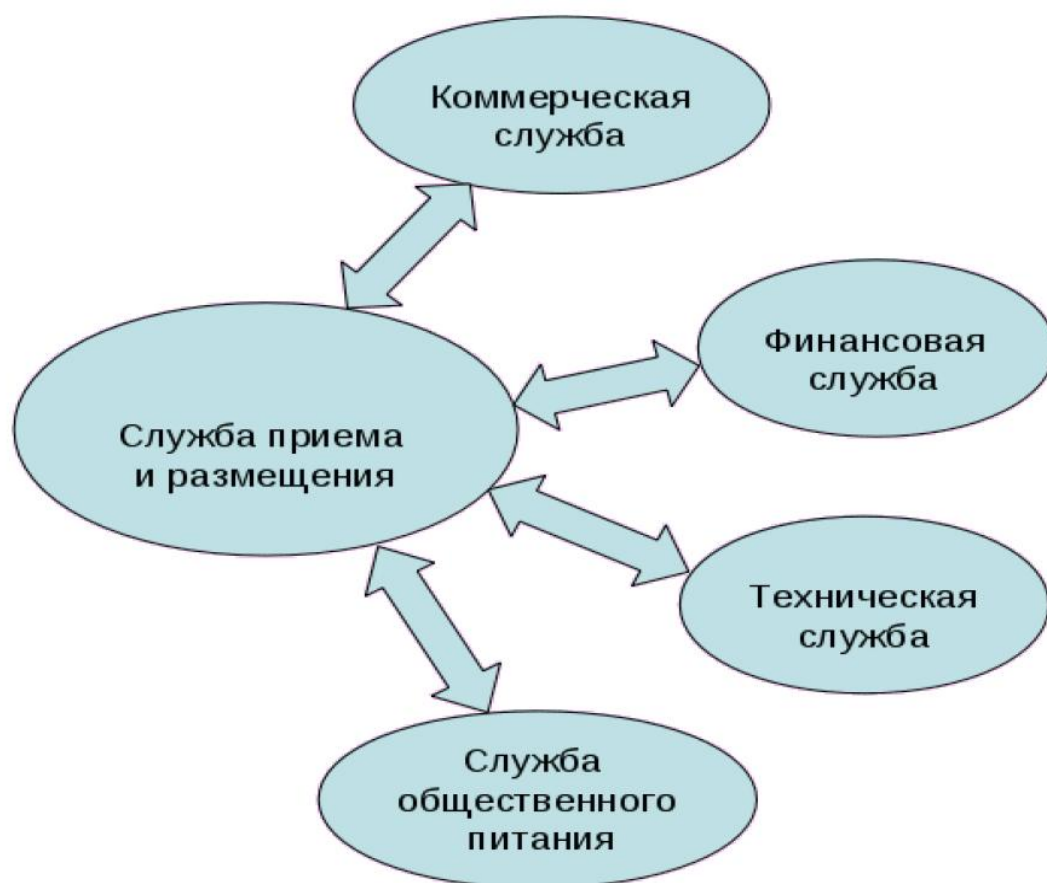 Коммерческая
служба
Финансовая
служба
Служба приема
и размещения
Техническая
служба
Служба
общественного
питания